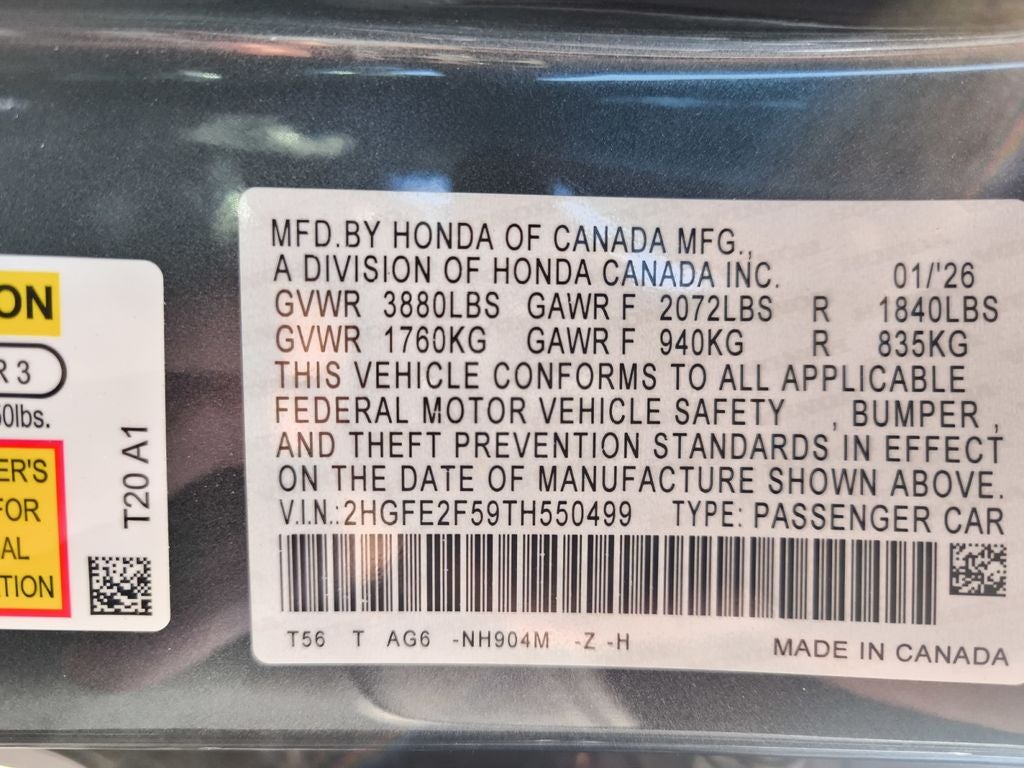 MFD.BY HONDA OF CANADA MFG.,
A DIVISION OF HONDA CANADA INC. 01/'26
GVWR 3880LBS GAWR F 2072LBS R 1840LBS
GVWR 1760KG GAWR F 940KG R 835KG
THIS VEHICLE CONFORMS TO ALL APPLICABLE
FEDERAL MOTOR VEHICLE SAFETY , BUMPER ,
AND THEFT PREVENTION STANDARDS IN EFFECT
ON THE DATE OF MANUFACTURE SHOWN ABOVE.
V.I.N.:2HGFE2F59TH550499 TYPE: PASSENGER CAR
T56 T AG6 -NH904M -Z -H
MADE IN CANADA
ON
R 3
50lbs.
ER'S
FOR
AL
TION
T20 A1